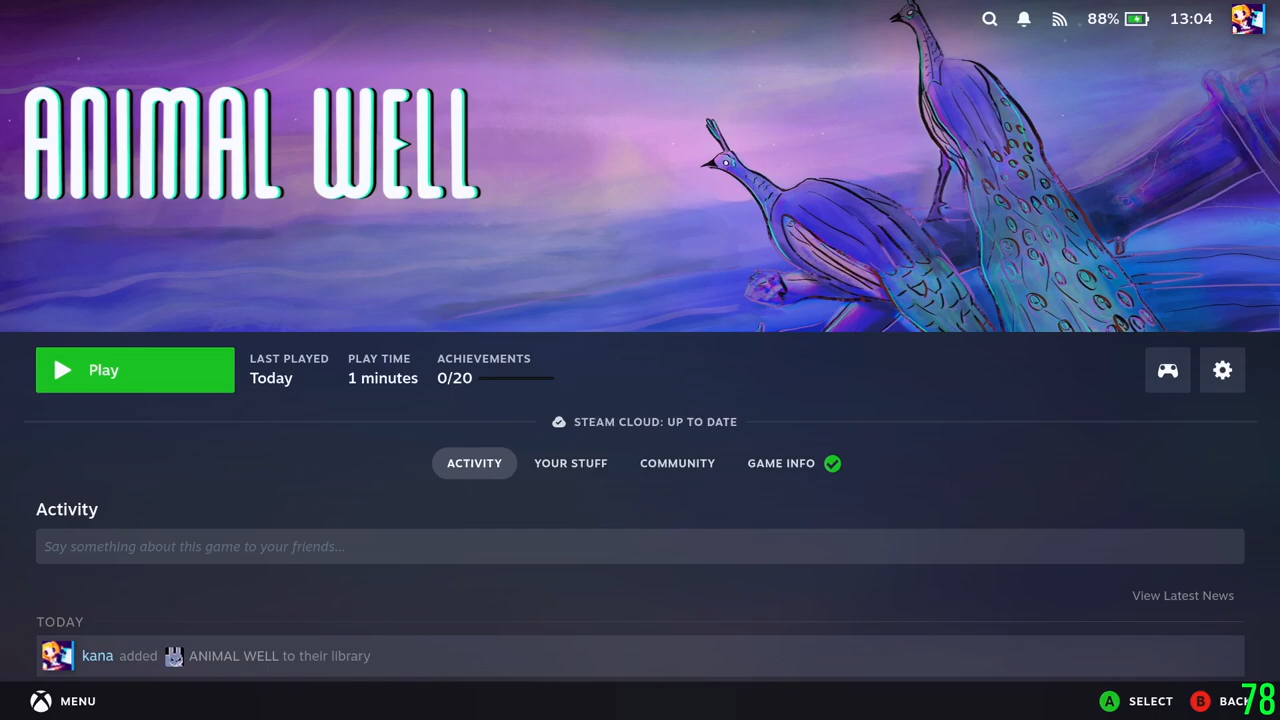 88%
13:04
ANIMAL WELL
Play
LAST PLAYED
Today
PLAY TIME
1 minutes
ACHIEVEMENTS
0/20
STEAM CLOUD: UP TO DATE
ACTIVITY
YOUR STUFF
COMMUNITY
GAME INFO
Activity
Say something about this game to your friends...
View Latest News
TODAY
kana added ANIMAL WELL to their library
MENU
A SELECT
B BACK
78